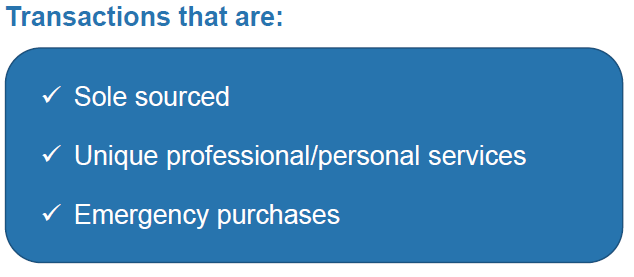 Transactions that are:
✓ Sole sourced
✓ Unique professional/personal services
✓ Emergency purchases